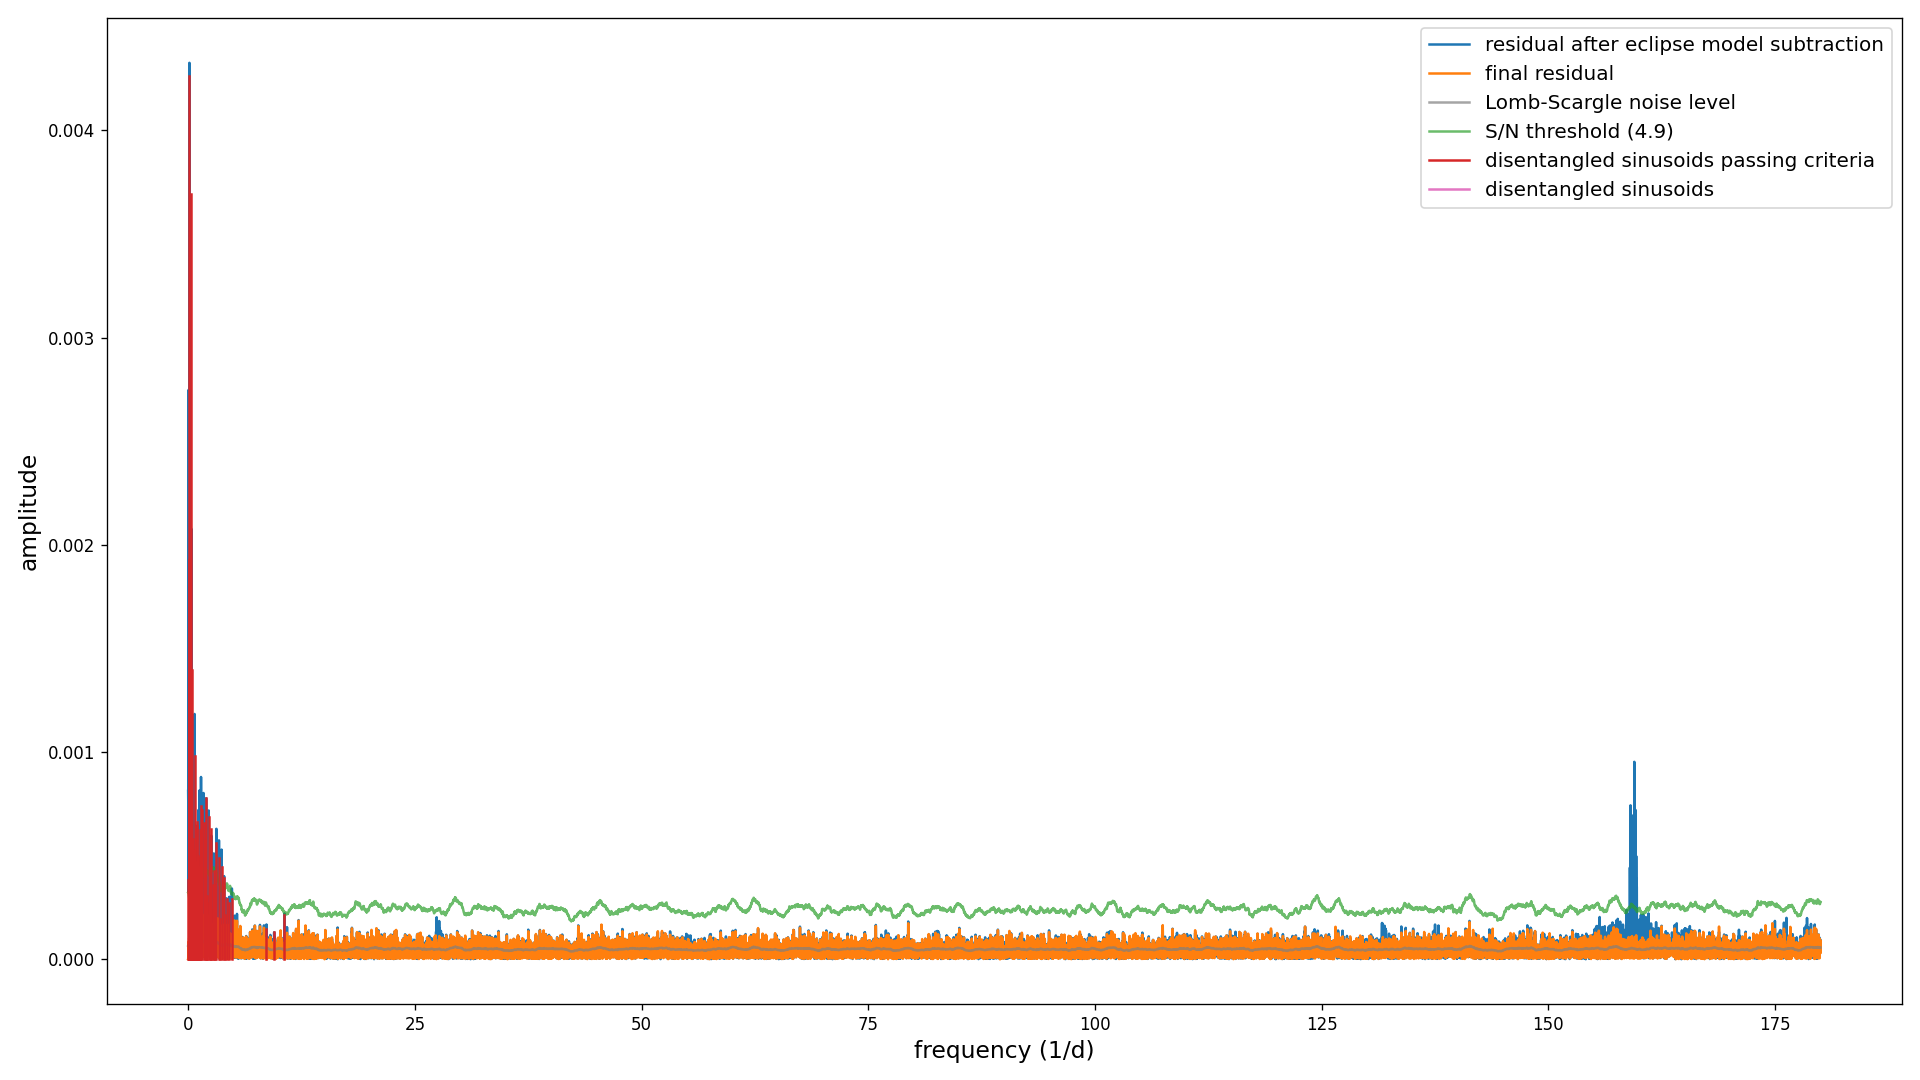 residual after eclipse model subtraction
final residual
Lomb-Scargle noise level
S/N threshold (4.9)
disentangled sinusoids passing criteria
disentangled sinusoids
amplitude
0.004
0.003
0.002
0.001
0.000
0 25 50 75 100 125 150 175
frequency (1/d)